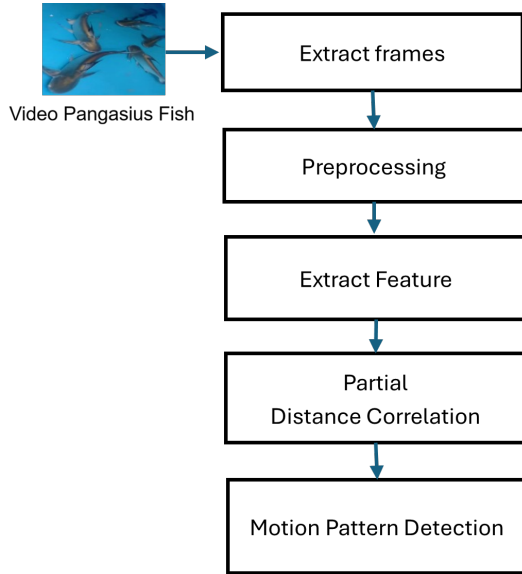 Extract frames
Video Pangasius Fish
Preprocessing
Extract Feature
Partial
Distance Correlation
Motion Pattern Detection